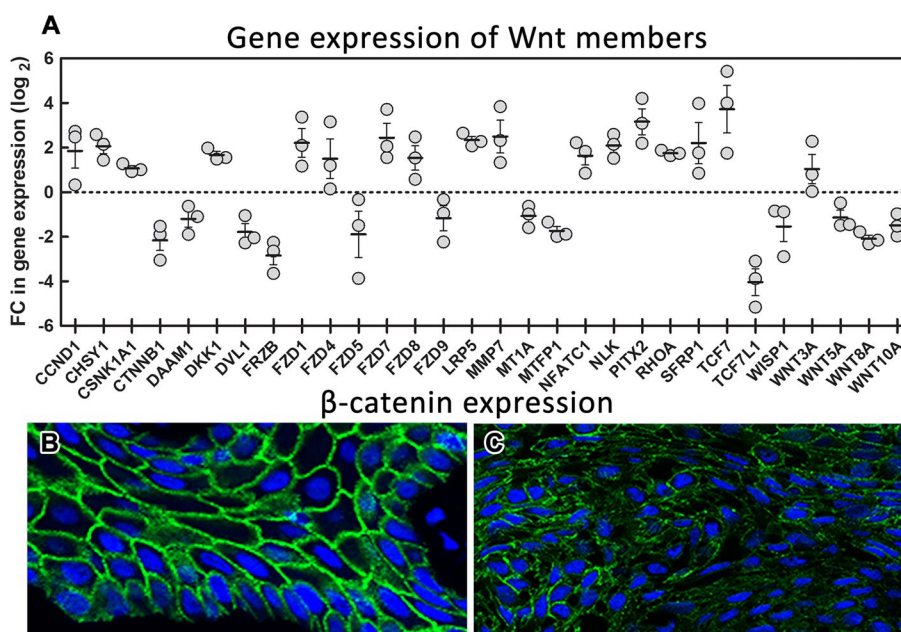 A
Gene expression of Wnt members
FC in gene expression (log 2)
6
4
2
0
-2
-4
-6
CCND1
CHSY1
CSNK1A1
CTNNB1
DAAM1
DKK1
DVL1
FRZB
FZD1
FZD4
FZD5
FZD7
FZD8
FZD9
LRP5
MMP7
MT1A
MTFP1
NFATC1
NLK
PITX2
RHOA
SFRP1
TCF7
TCF7L1
WISP1
WNT3A
WNT5A
WNT8A
WNT10A
β-catenin expression
B
C